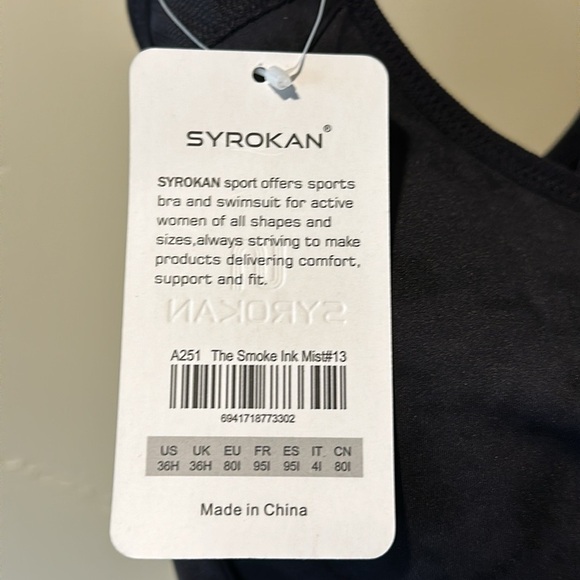 SYROKAN®
SYROKAN sport offers sports
bra and swimsuit for active
women of all shapes and
sizes,always striving to make
products delivering comfort,
support and fit.
SYROKAN
A251 The Smoke Ink Mist#13
6941718773302
US UK EU FR ES IT CN
36H 36H 80I 95I 95I 4I 80I
Made in China